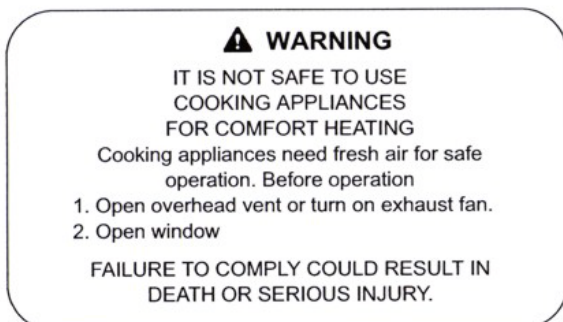 WARNING
IT IS NOT SAFE TO USE
COOKING APPLIANCES
FOR COMFORT HEATING
Cooking appliances need fresh air for safe
operation. Before operation
1. Open overhead vent or turn on exhaust fan.
2. Open window
FAILURE TO COMPLY COULD RESULT IN
DEATH OR SERIOUS INJURY.